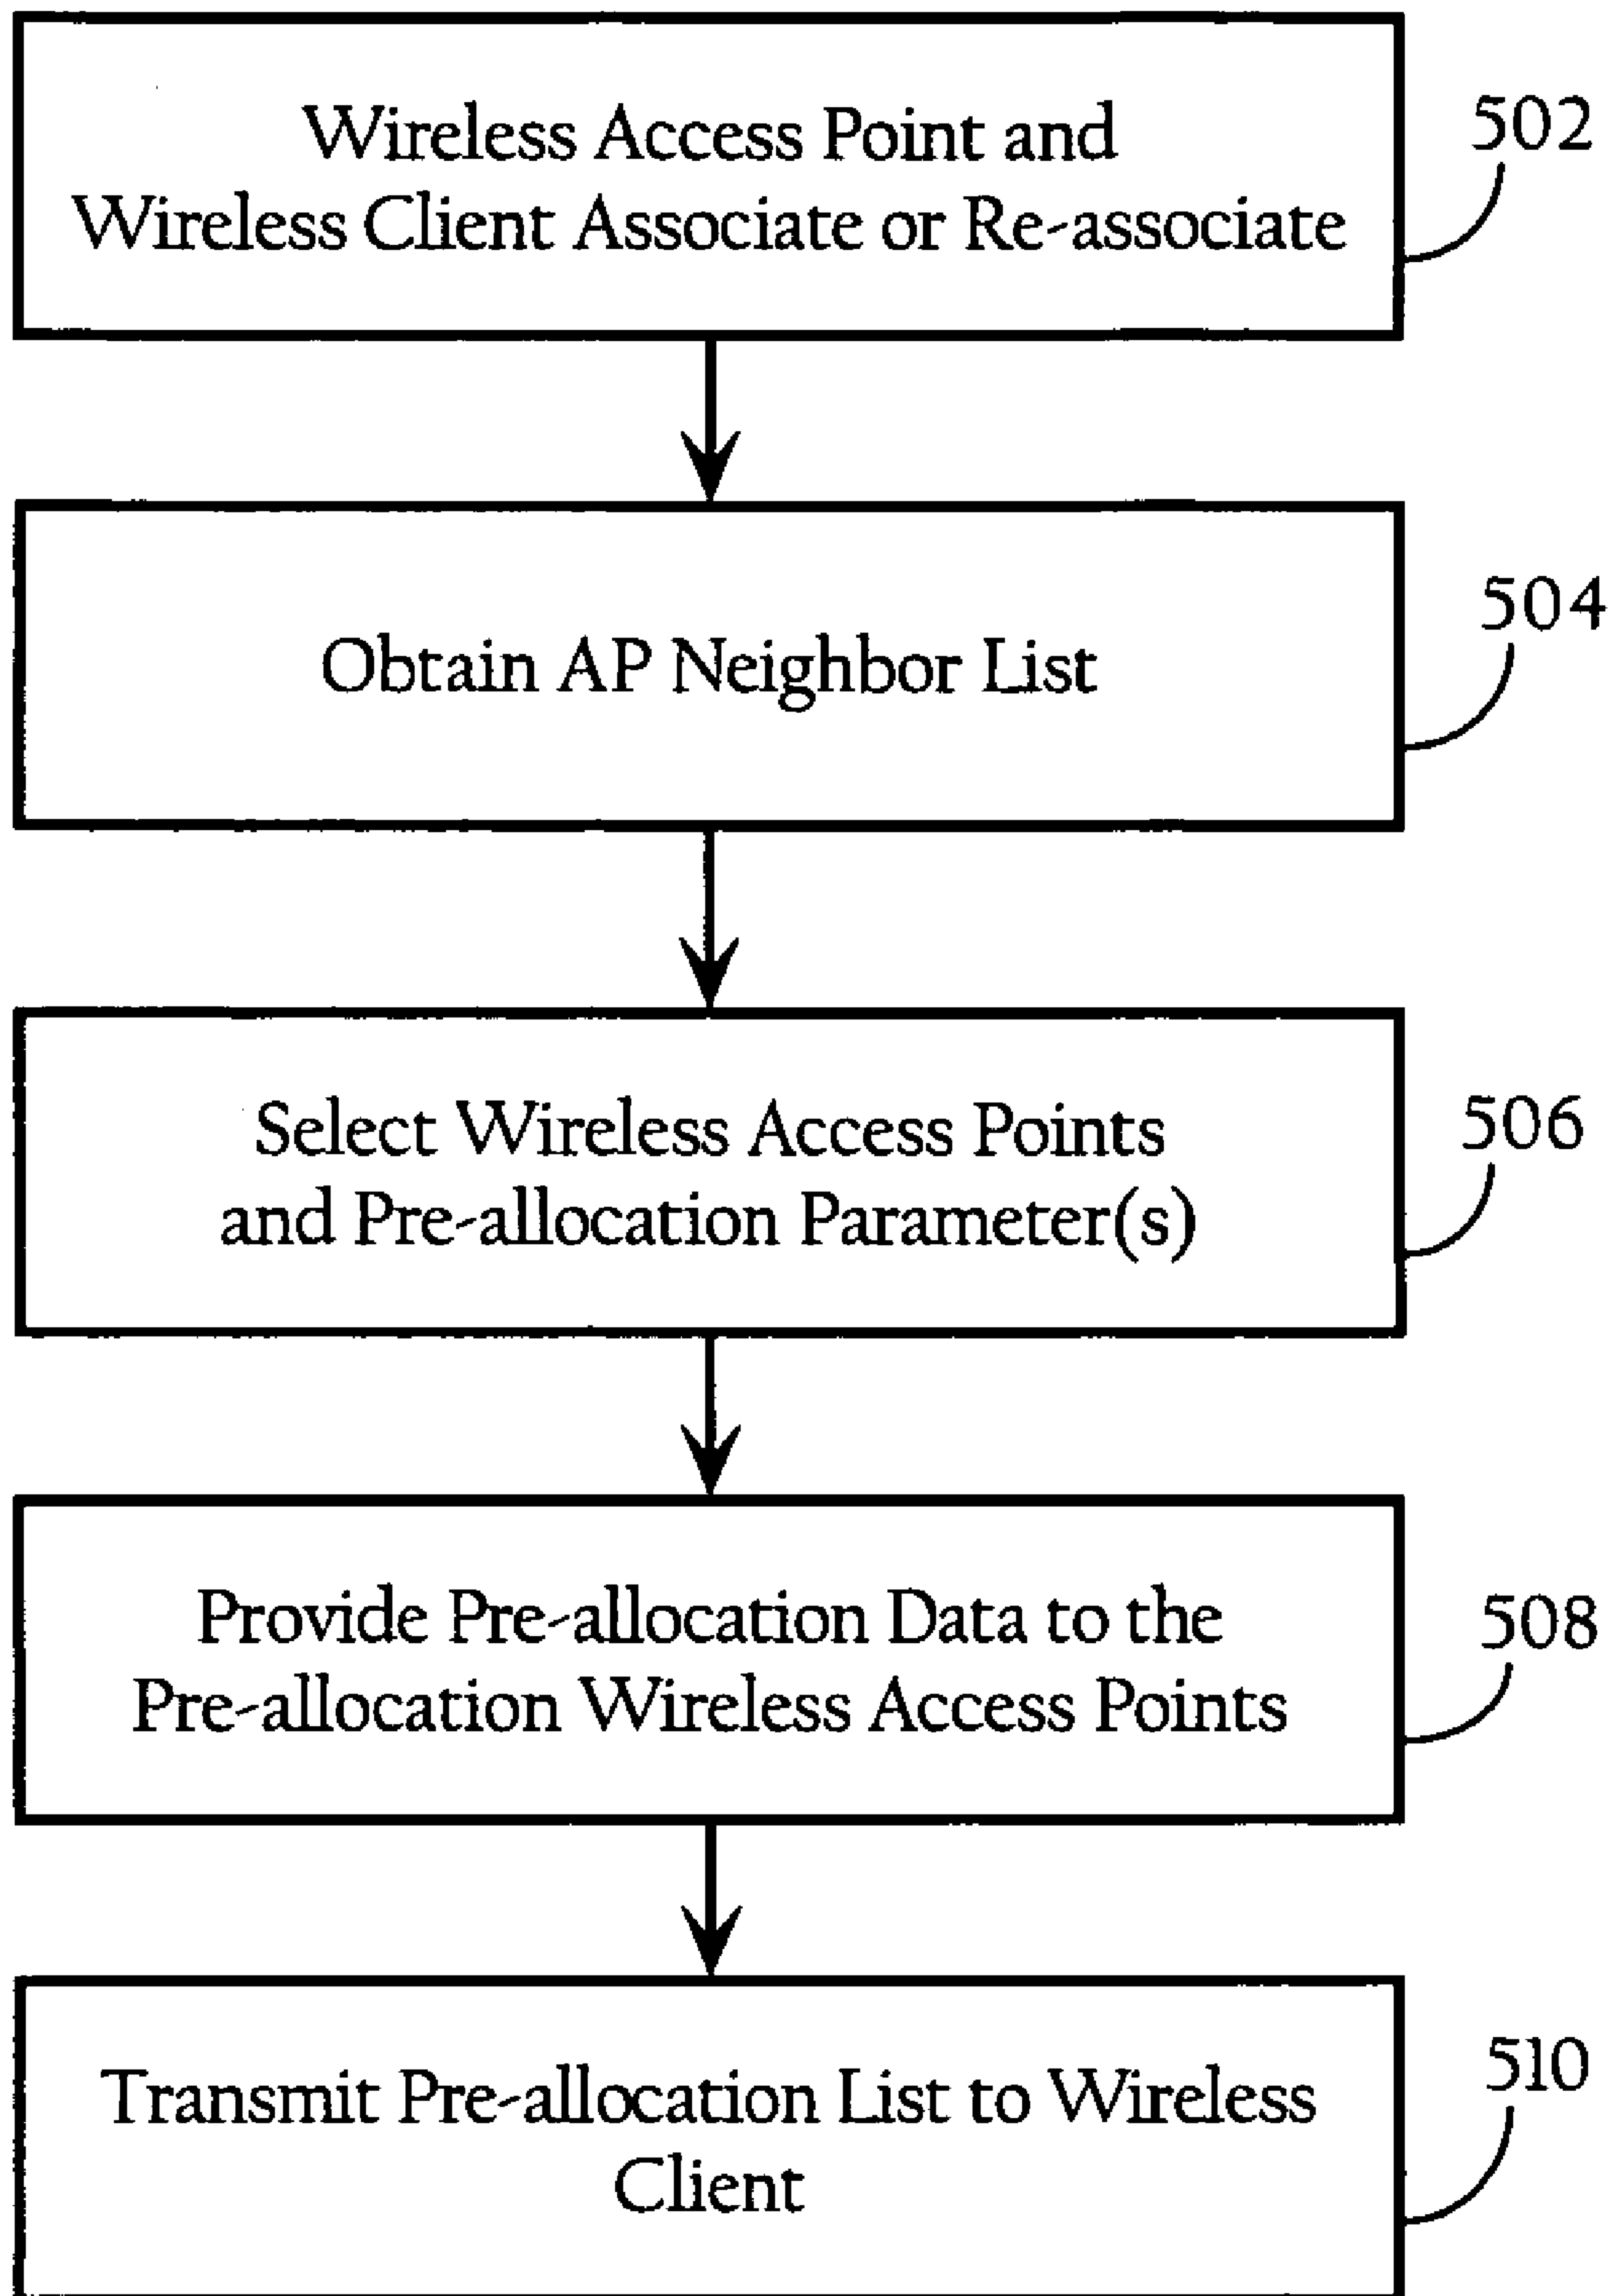 Wireless Access Point and
Wireless Client Associate or Re-associate
502
Obtain AP Neighbor List
504
Select Wireless Access Points
and Pre-allocation Parameter(s)
506
Provide Pre-allocation Data to the
Pre-allocation Wireless Access Points
508
Transmit Pre-allocation List to Wireless
Client
510